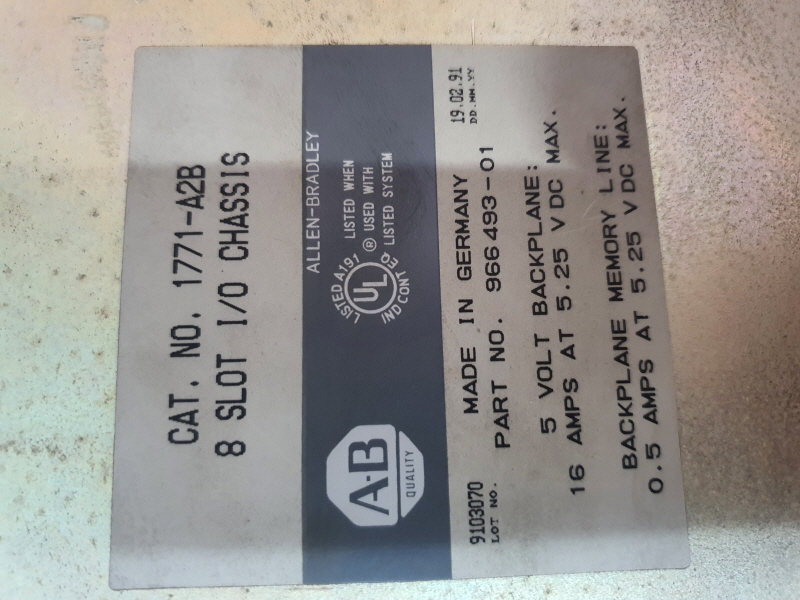 CAT. NO. 1771-A2B
8 SLOT I/O CHASSIS
ALLEN-BRADLEY
A-B
QUALITY
LISTED A191
UL
®
IND CONT EQ
LISTED WHEN
USED WITH
LISTED SYSTEM
9103070
LOT NO.
MADE IN GERMANY
PART NO. 966493-01
19.02.91
DD.MM.YY
5 VOLT BACKPLANE:
16 AMPS AT 5.25 V DC MAX.
BACKPLANE MEMORY LINE:
0.5 AMPS AT 5.25 V DC MAX.